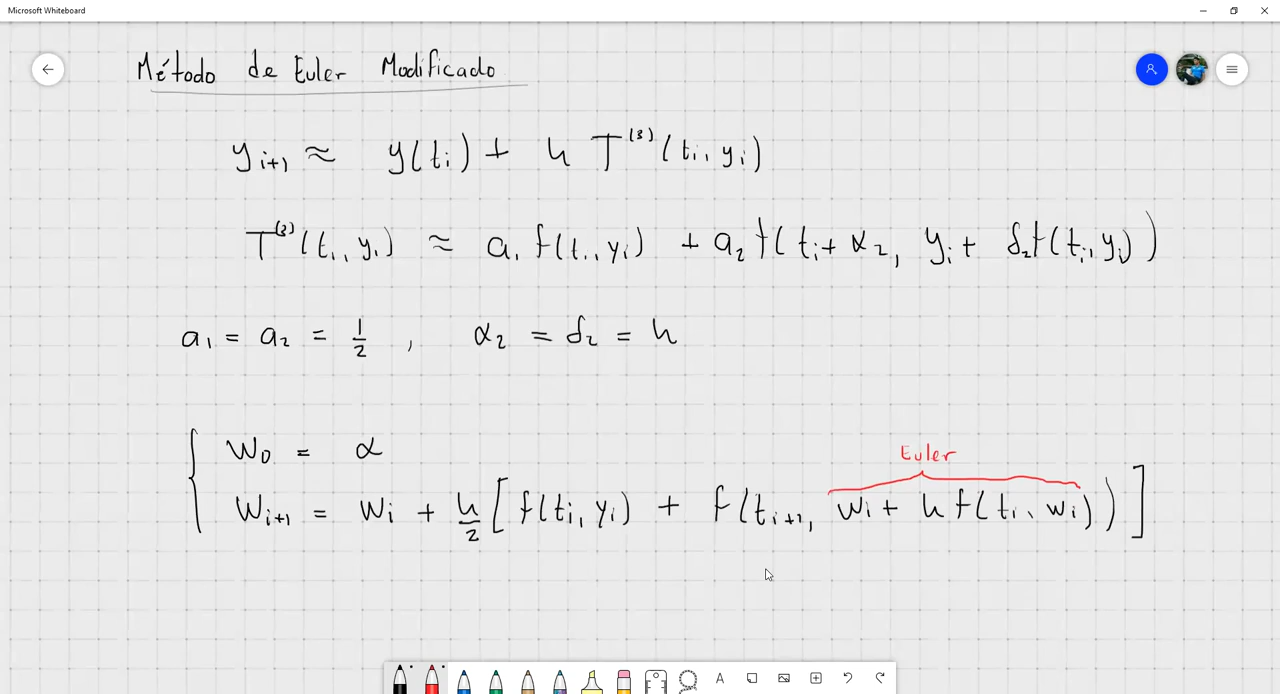 Microsoft Whiteboard
Método de Euler Modificado
y_{i+1} ≈ y(t_i) + h T^{(3)}(t_i, y_i)
T^{(3)}(t_i, y_i) ≈ a_1 f(t_i, y_i) + a_2 f(t_i + α_2, y_i + δ_2 f(t_i, y_i))
a_1 = a_2 = 1/2 , α_2 = δ_2 = h
w_0 = α
Euler
w_{i+1} = w_i + h/2 [f(t_i, y_i) + f(t_{i+1}, w_i + h f(t_i, w_i))]
A